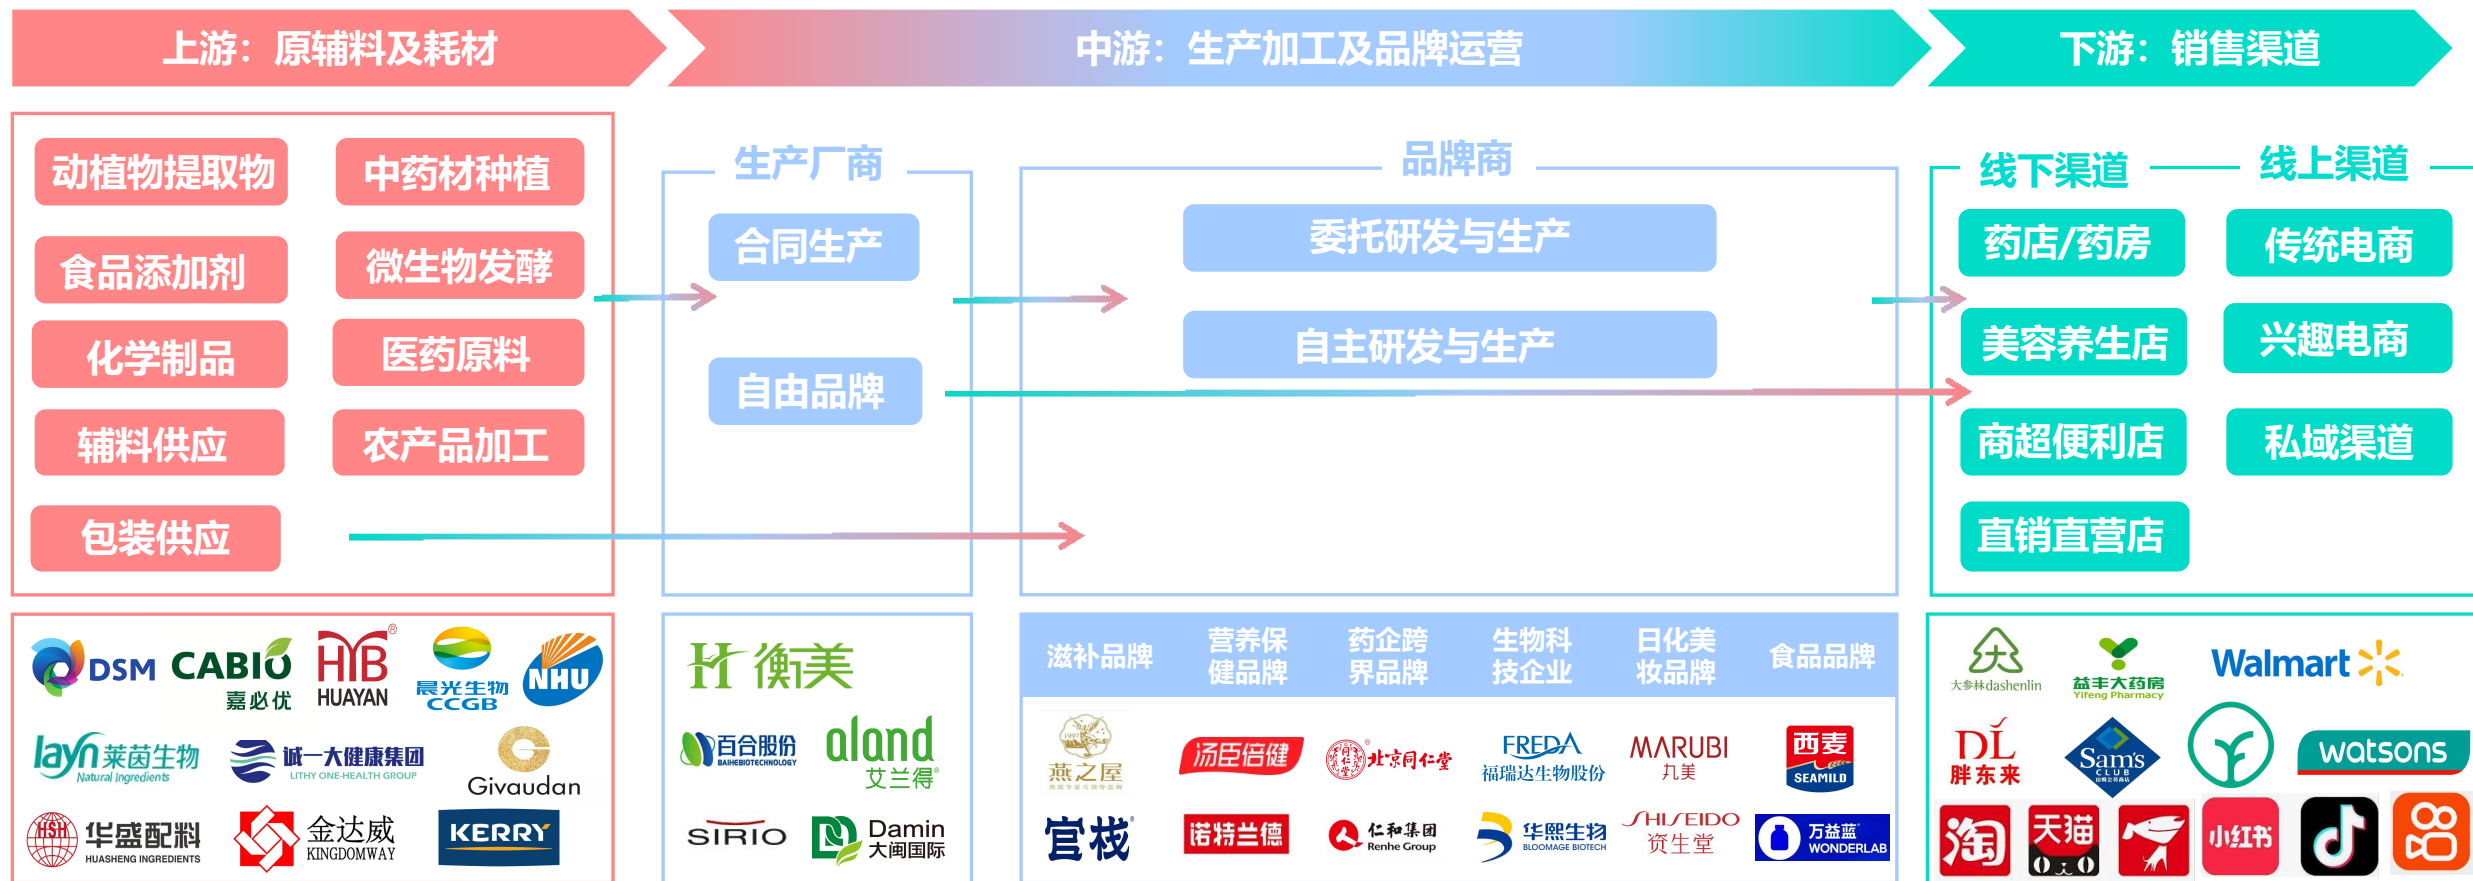 上游：原辅料及耗材
中游：生产加工及品牌运营
下游：销售渠道
动植物提取物
中药材种植
食品添加剂
微生物发酵
化学制品
医药原料
辅料供应
农产品加工
包装供应
生产厂商
合同生产
自由品牌
品牌商
委托研发与生产
自主研发与生产
线下渠道
线上渠道
药店/药房
传统电商
美容养生店
兴趣电商
商超便利店
私域渠道
直销直营店
DSM
CABIO
嘉必优
HYB
HUAYAN
晨光生物
CCGB
NHU
layn 莱茵生物
Natural Ingredients
诚一大健康集团
LITHY ONE-HEALTH GROUP
Givaudan
HSH
华盛配料
HUASHENG INGREDIENTS
金达威
KINGDOMWAY
KERRY
衡美
百合股份
BAIHEBIOTECHNOLOGY
aland
艾兰得
SIRIO
Damin
大闽国际
滋补品牌
营养保
健品牌
药企跨
界品牌
生物科
技企业
日化美
妆品牌
食品品牌
1997
燕之屋
汤臣倍健
北京同仁堂
FREDA
福瑞达生物股份
MARUBI
丸美
西麦
SEAMILD
官栈
诺特兰德
仁和集团
Renhe Group
华熙生物
BLOOMAGE BIOTECH
SHISEIDO
资生堂
万益蓝
WONDERLAB
大参林dashenlin
益丰大药房
Yifeng Pharmacy
Walmart
DL
胖东来
Sam's
CLUB
watsons
淘
天猫
小红书